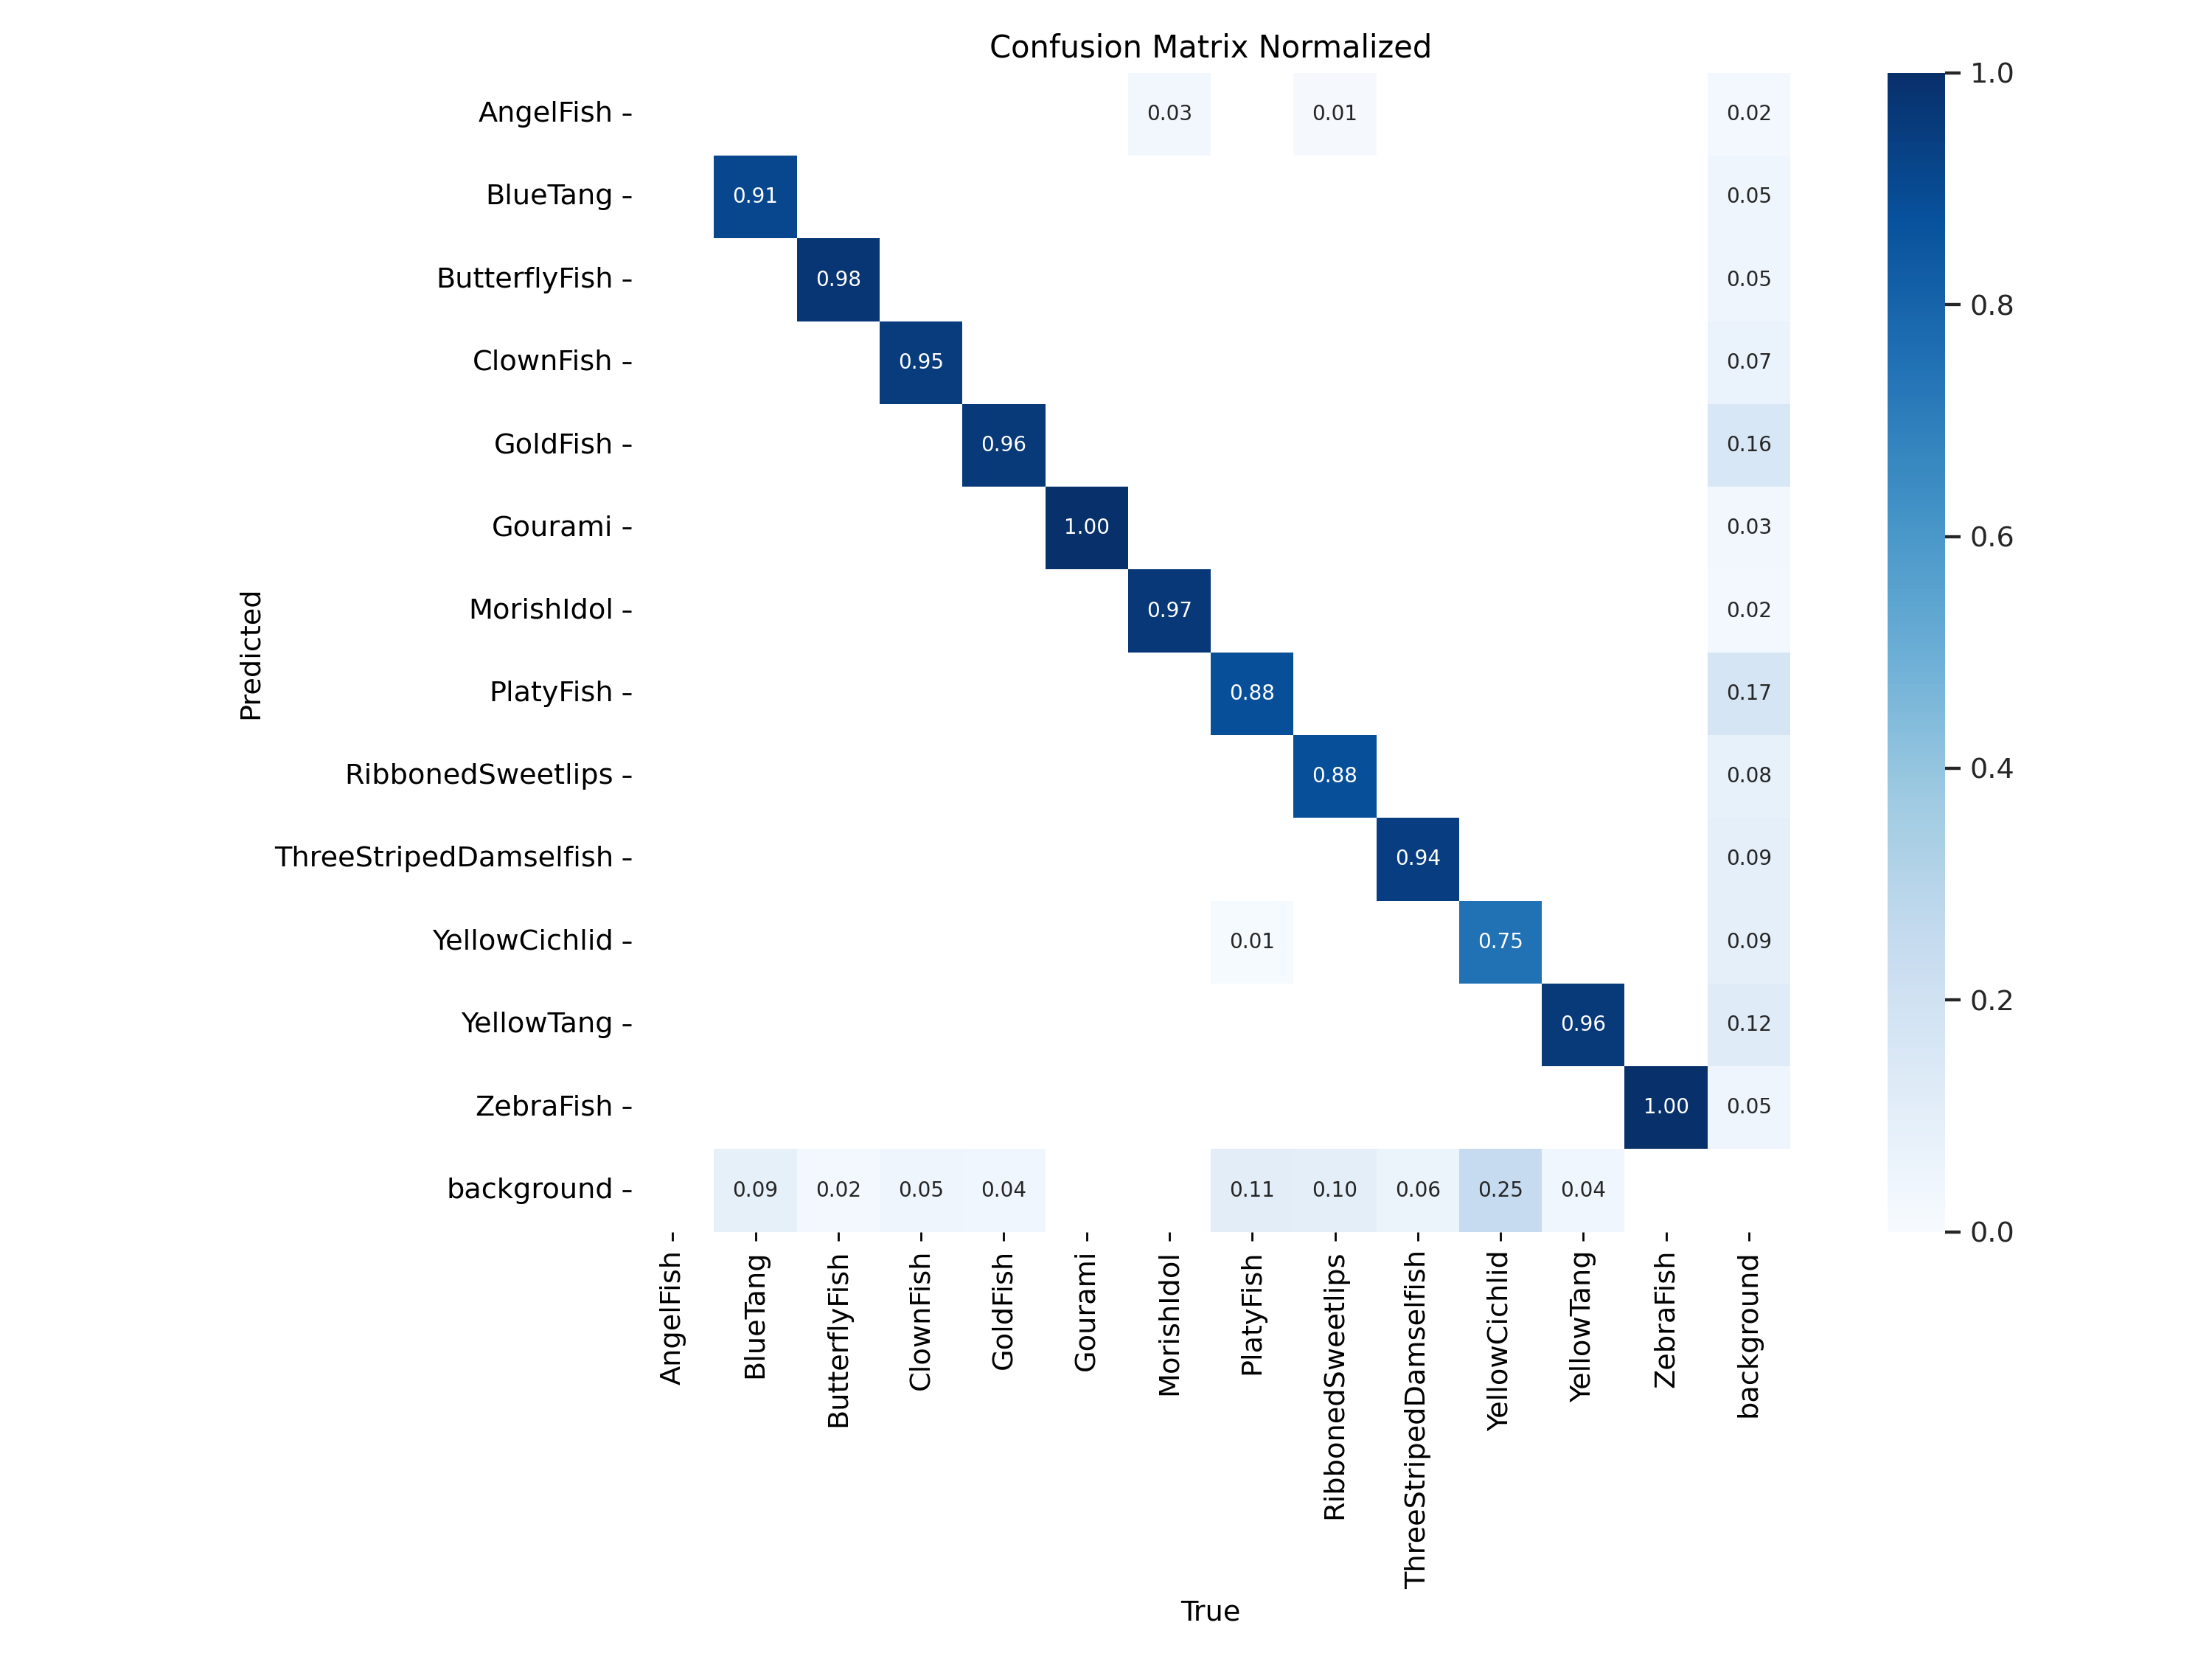 Confusion Matrix Normalized
AngelFish 0.03 0.01 0.02
BlueTang 0.91 0.05
ButterflyFish 0.98 0.05
ClownFish 0.95 0.07
GoldFish 0.96 0.16
Gourami 1.00 0.03
MorishIdol 0.97 0.02
PlatyFish 0.88 0.17
RibbonedSweetlips 0.88 0.08
ThreeStripedDamselfish 0.94 0.09
YellowCichlid 0.01 0.75 0.09
YellowTang 0.96 0.12
ZebraFish 1.00 0.05
background 0.09 0.02 0.05 0.04 0.11 0.10 0.06 0.25 0.04
Predicted
AngelFish
BlueTang
ButterflyFish
ClownFish
GoldFish
Gourami
MorishIdol
PlatyFish
RibbonedSweetlips
ThreeStripedDamselfish
YellowCichlid
YellowTang
ZebraFish
background
True
1.0
0.8
0.6
0.4
0.2
0.0